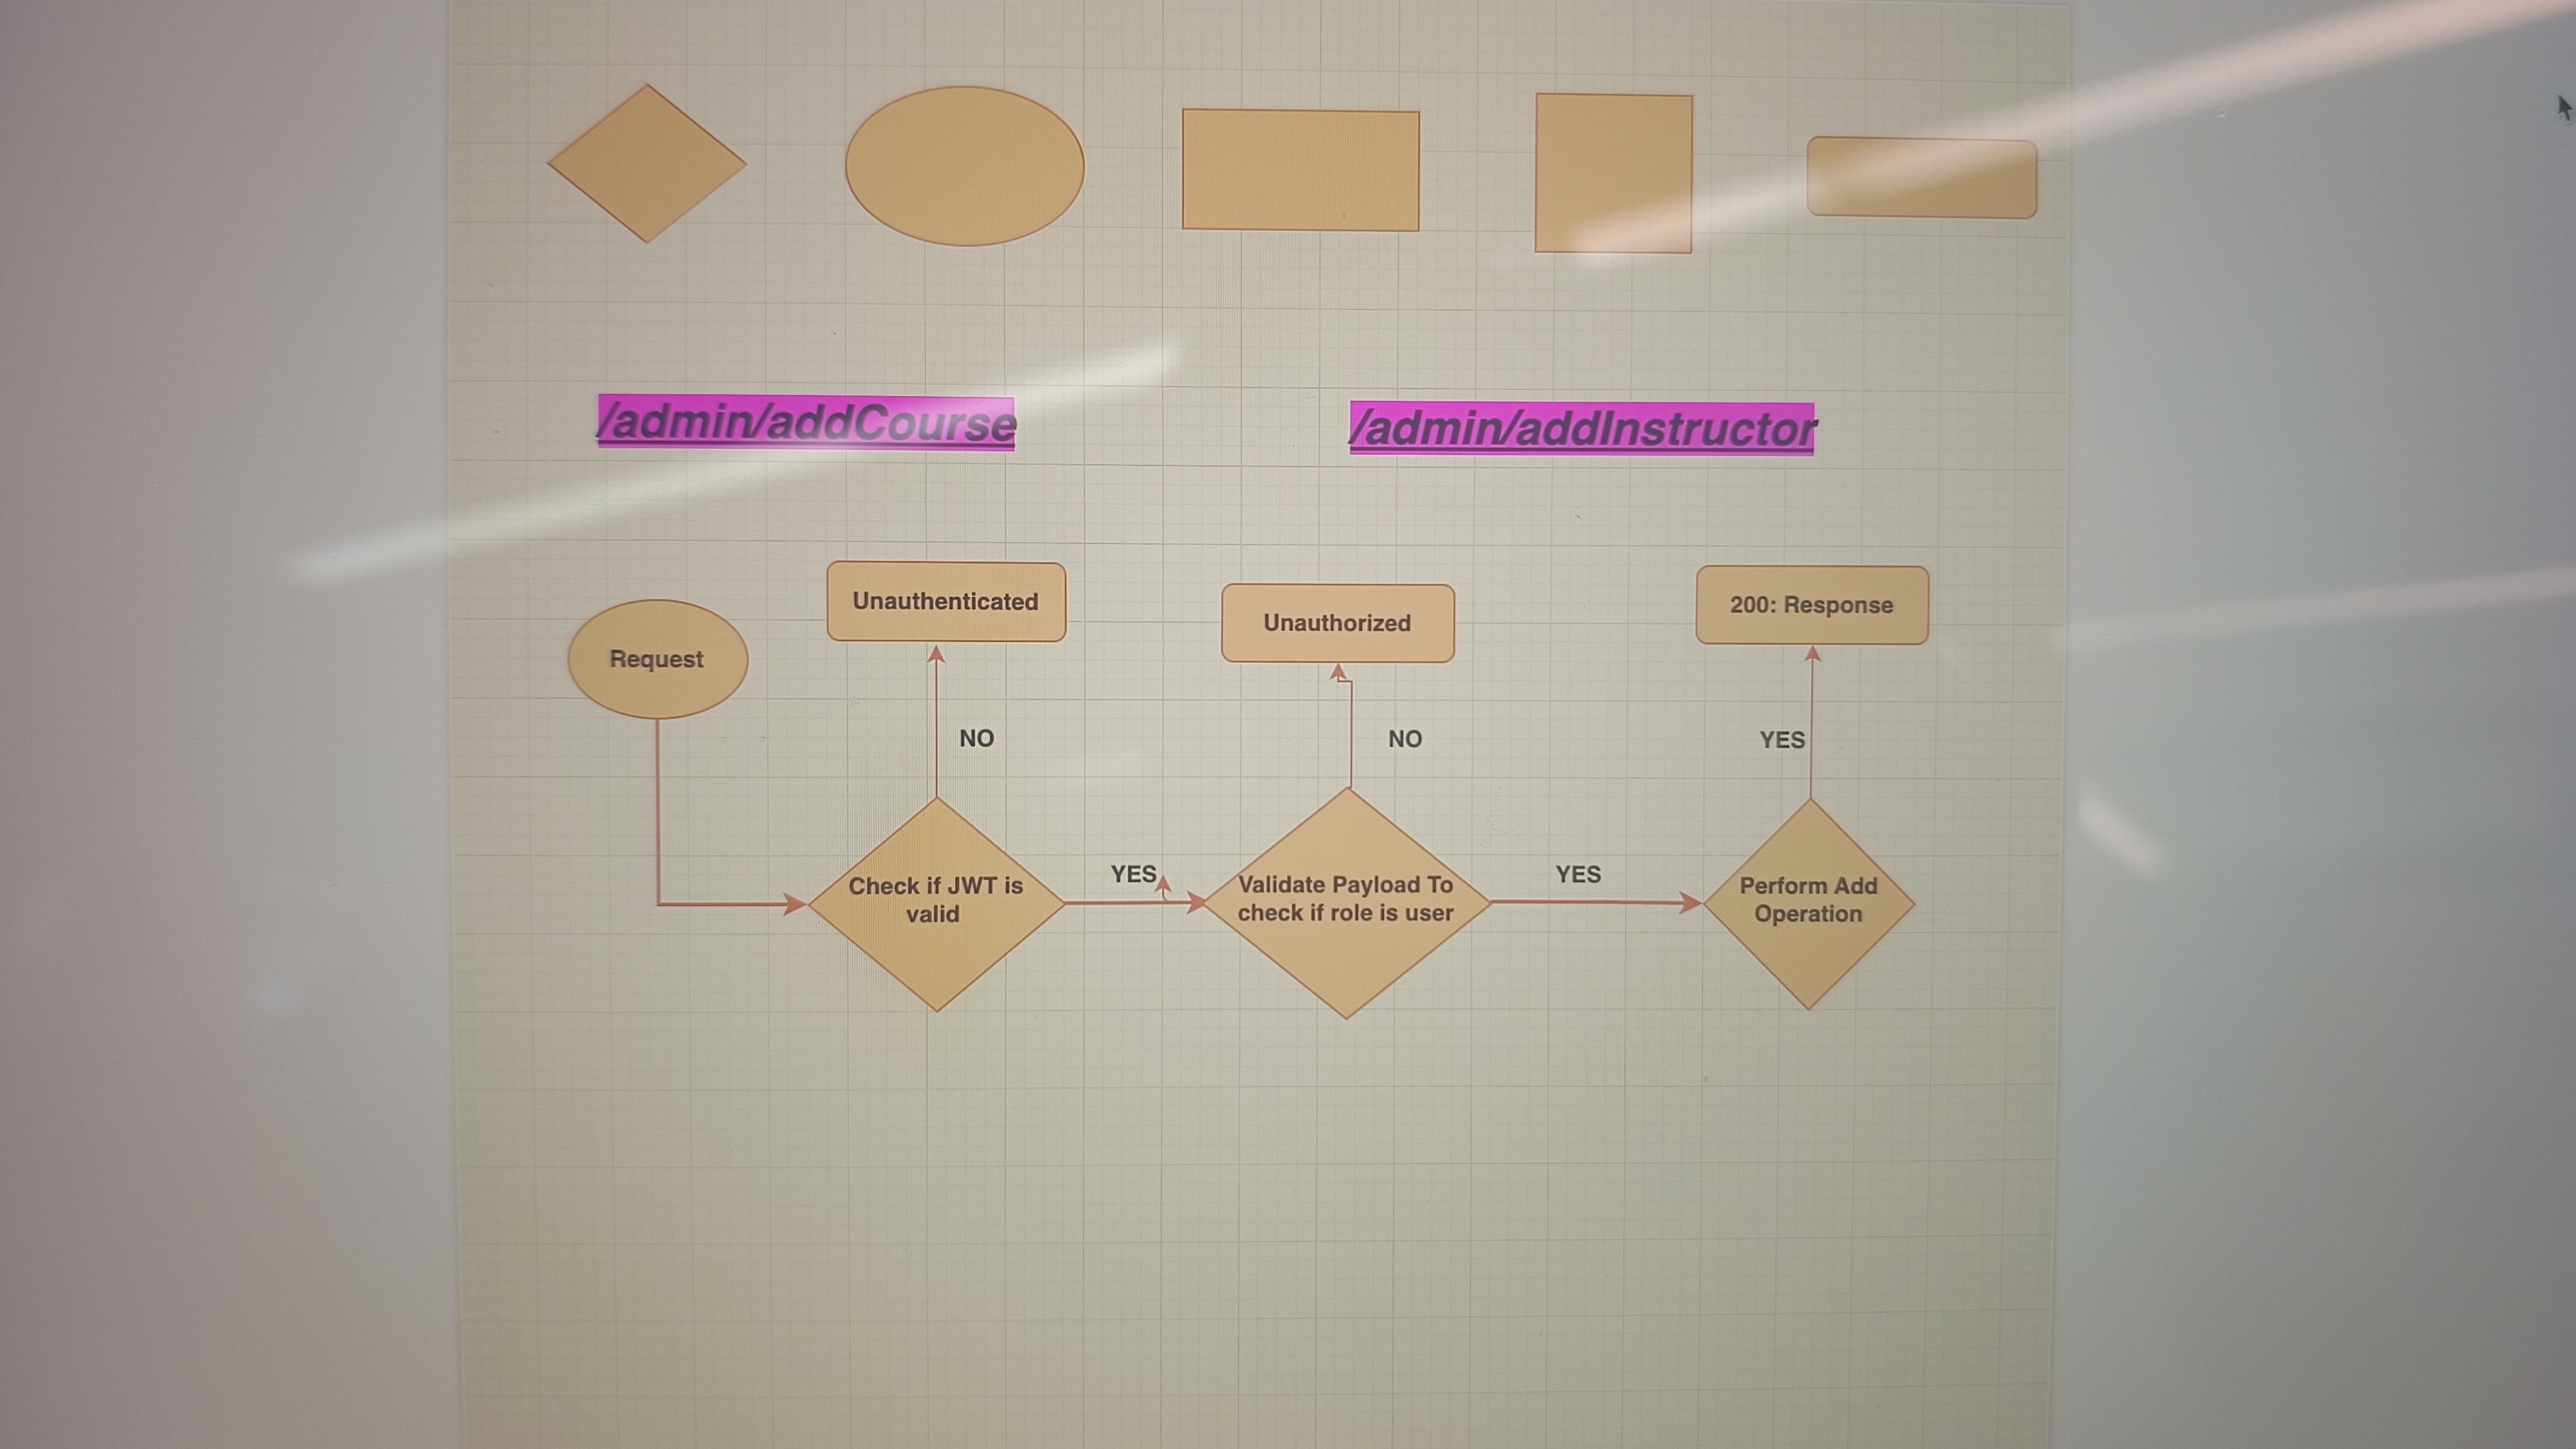 /admin/addCourse
/admin/addInstructor
Unauthenticated
Unauthorized
200: Response
Request
NO
NO
YES
YES
YES
Check if JWT is
valid
Validate Payload To
check if role is user
Perform Add
Operation